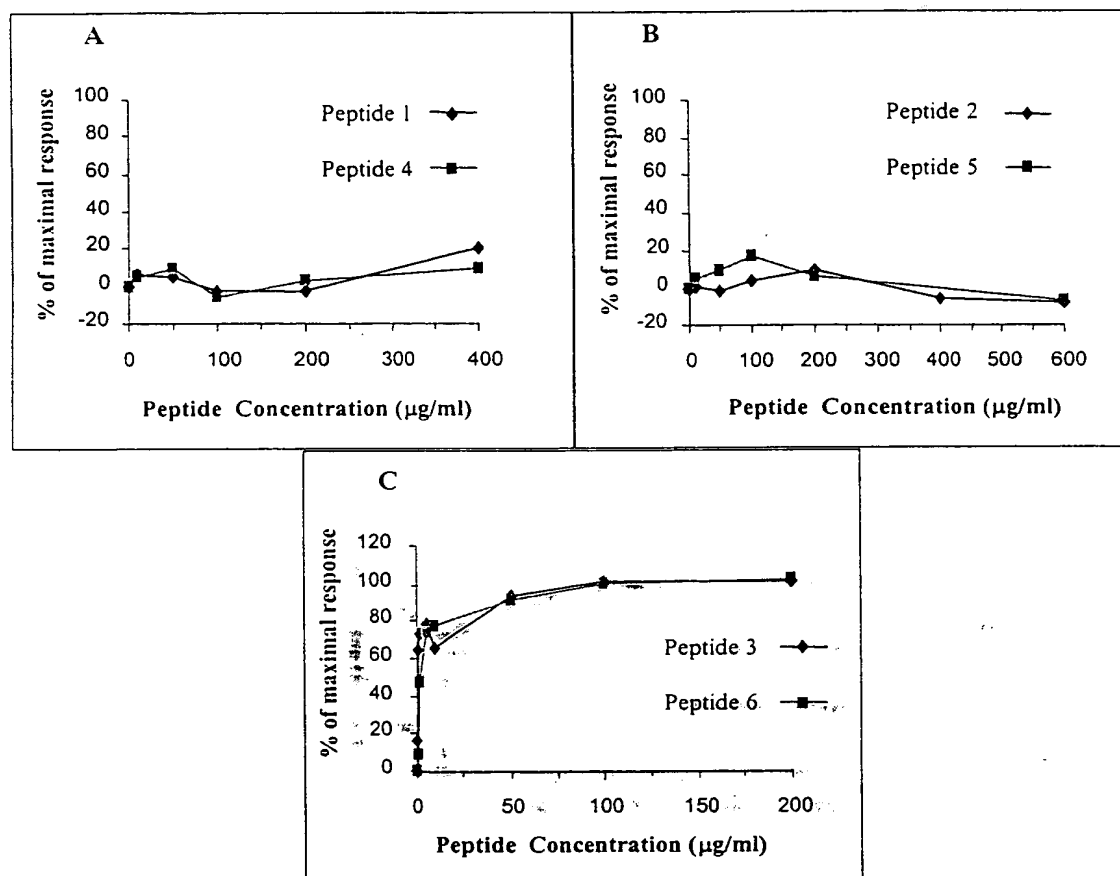 A
% of maximal response
100
80
60
40
20
0
-20
Peptide 1
Peptide 4
0 100 200 300 400
Peptide Concentration (µg/ml)
B
% of maximal response
100
80
60
40
20
0
-20
Peptide 2
Peptide 5
0 100 200 300 400 500 600
Peptide Concentration (µg/ml)
C
% of maximal response
120
100
80
60
40
20
0
Peptide 3
Peptide 6
0 50 100 150 200
Peptide Concentration (µg/ml)